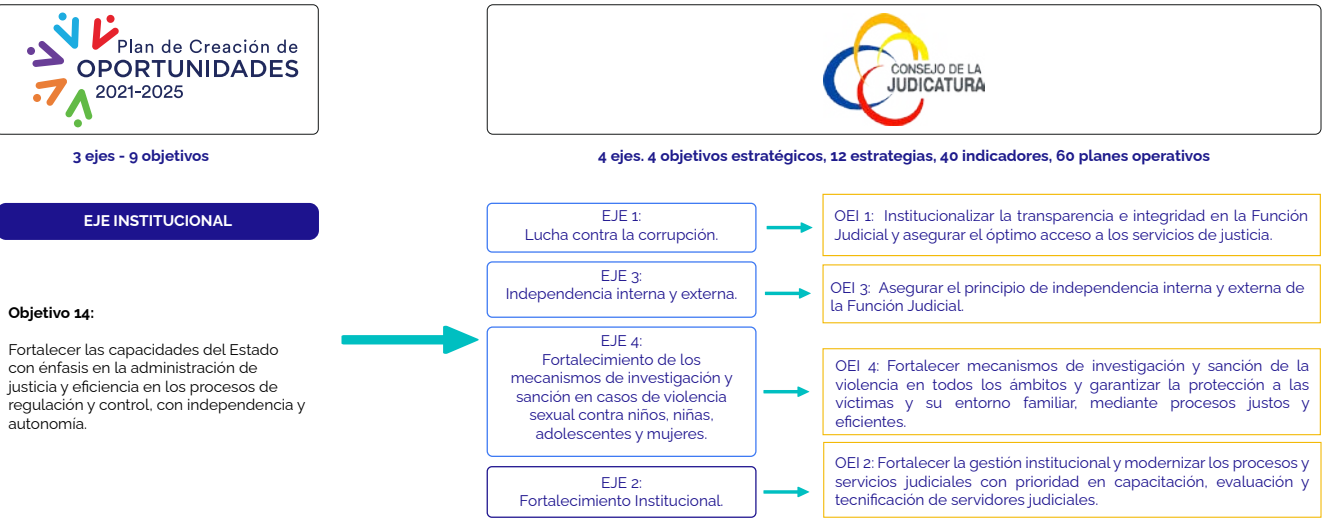 Plan de Creación de
OPORTUNIDADES
2021-2025
CONSEJO DE LA
JUDICATURA
3 ejes - 9 objetivos
4 ejes. 4 objetivos estratégicos, 12 estrategias, 40 indicadores, 60 planes operativos
EJE INSTITUCIONAL
Objetivo 14:
Fortalecer las capacidades del Estado
con énfasis en la administración de
justicia y eficiencia en los procesos de
regulación y control, con independencia y
autonomía.
EJE 1:
Lucha contra la corrupción.
OEI 1: Institucionalizar la transparencia e integridad en la Función
Judicial y asegurar el óptimo acceso a los servicios de justicia.
EJE 3:
Independencia interna y externa.
OEI 3: Asegurar el principio de independencia interna y externa de
la Función Judicial.
EJE 4:
Fortalecimiento de los
mecanismos de investigación y
sanción en casos de violencia
sexual contra niños, niñas,
adolescentes y mujeres.
OEI 4: Fortalecer mecanismos de investigación y sanción de la
violencia en todos los ámbitos y garantizar la protección a las
víctimas y su entorno familiar, mediante procesos justos y
eficientes.
EJE 2:
Fortalecimiento Institucional.
OEI 2: Fortalecer la gestión institucional y modernizar los procesos y
servicios judiciales con prioridad en capacitación, evaluación y
tecnificación de servidores judiciales.